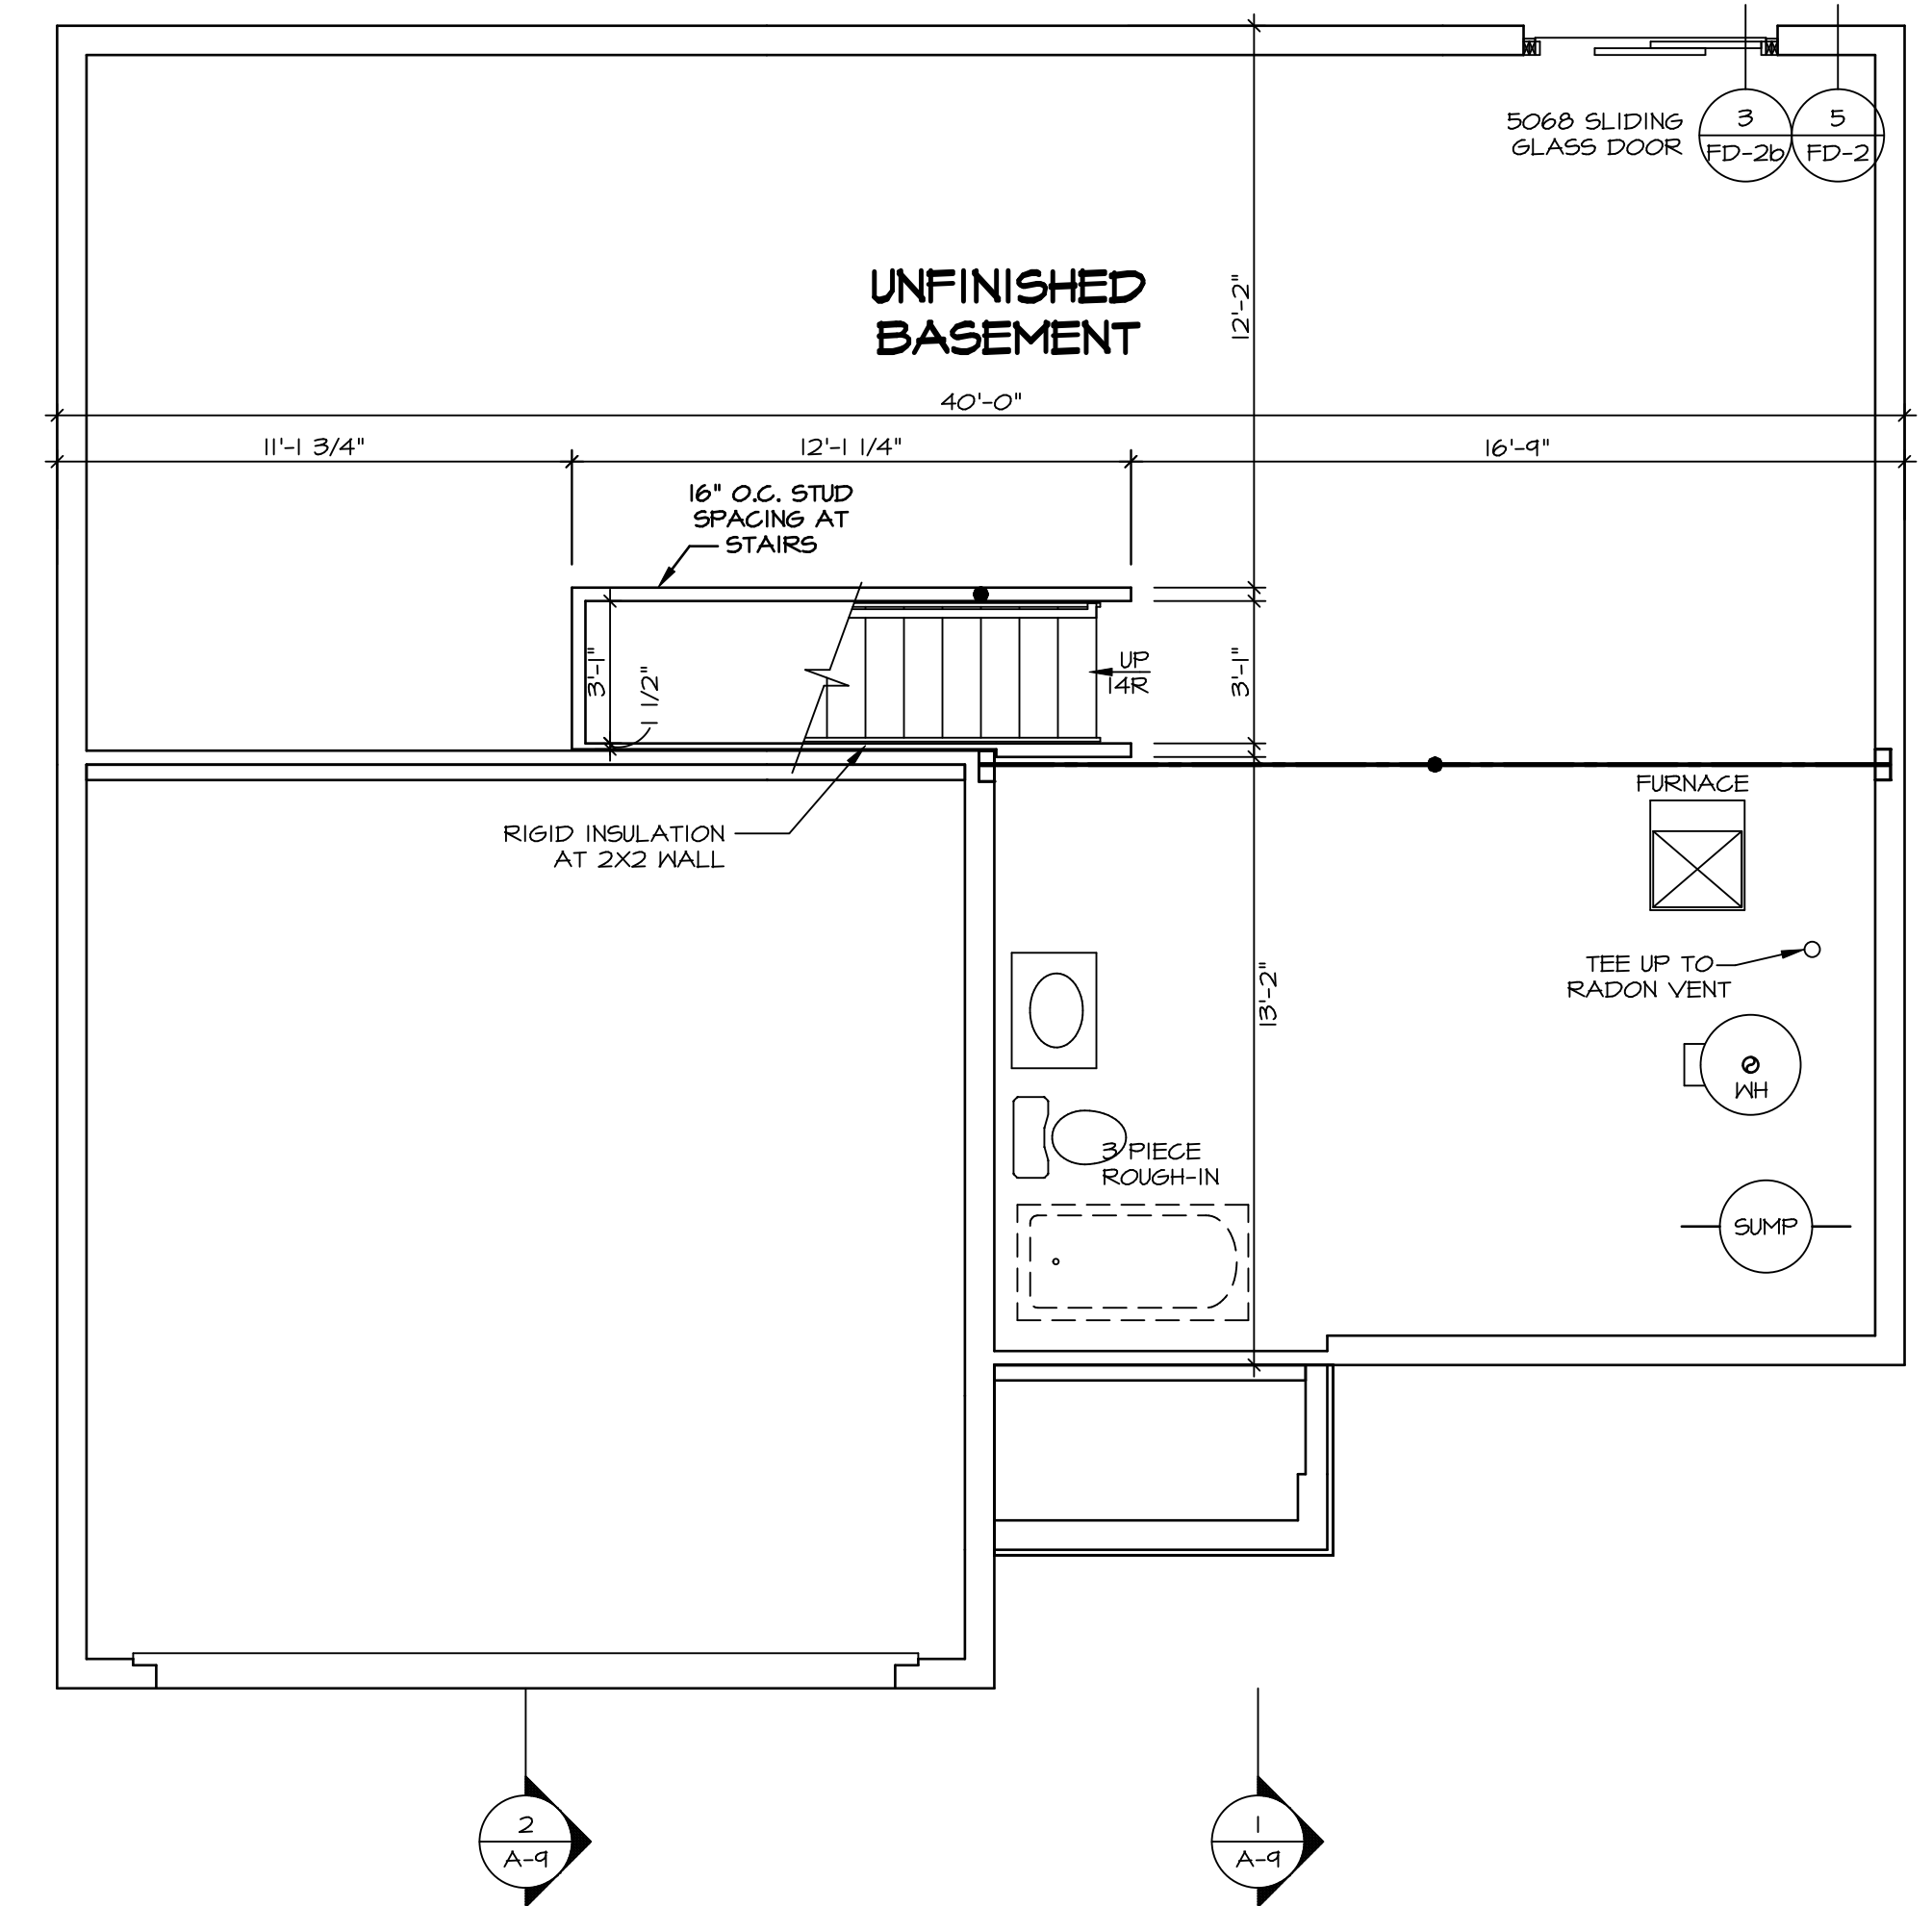 3
FD-2b
5
FD-2
5068 SLIDING
GLASS DOOR
UNFINISHED
BASEMENT
12'-2"
40'-0"
11'-1 3/4"
12'-1 1/4"
16'-9"
16" O.C. STUD
SPACING AT
STAIRS
3'-1"
1 1/2"
UP
14R
3'-1"
FURNACE
RIGID INSULATION
AT 2X2 WALL
TEE UP TO
RADON VENT
13'-2"
WH
3 PIECE
ROUGH-IN
SUMP
2
A-9
1
A-9